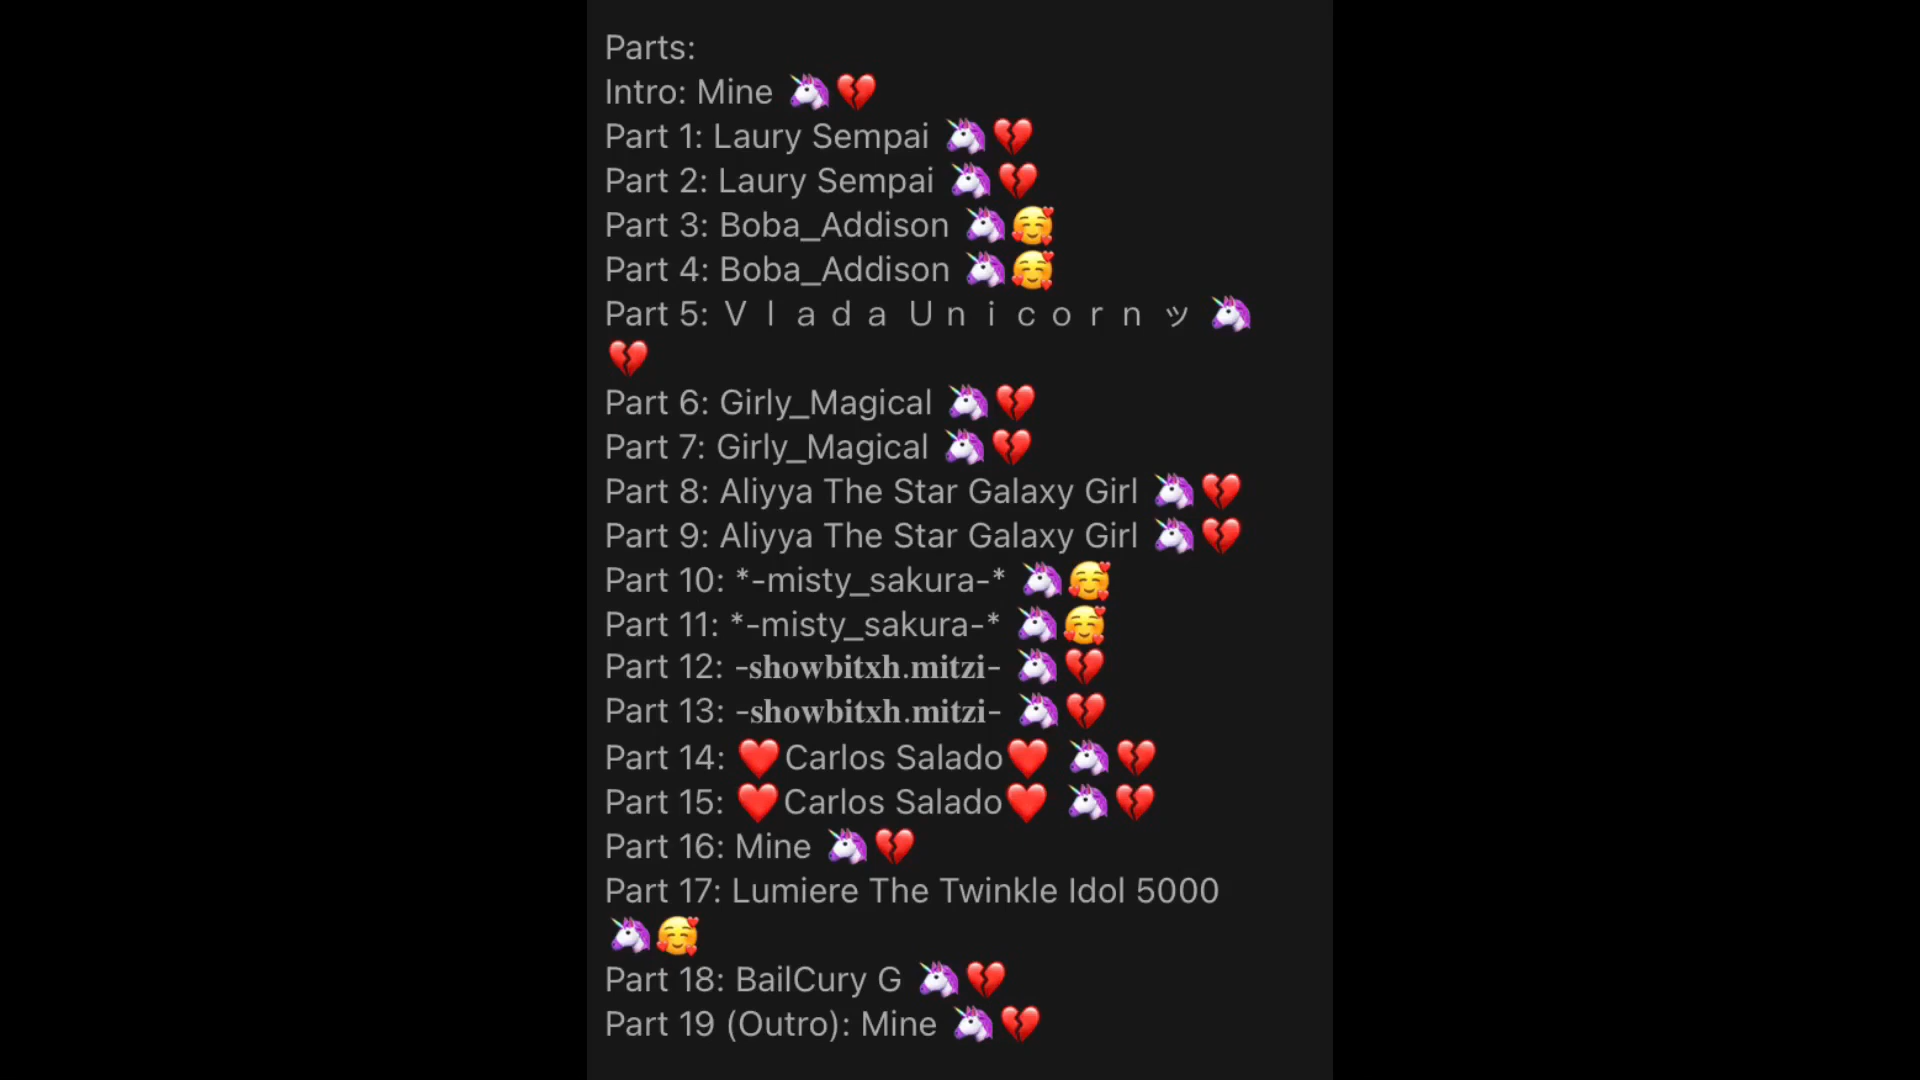 Parts:
Intro: Mine 🦄💔
Part 1: Laury Sempai 🦄💔
Part 2: Laury Sempai 🦄💔
Part 3: Boba_Addison 🦄🥰
Part 4: Boba_Addison 🦄🥰
Part 5: Ｖｌａｄａ Ｕｎｉｃｏｒｎ ッ 🦄
💔
Part 6: Girly_Magical 🦄💔
Part 7: Girly_Magical 🦄💔
Part 8: Aliyya The Star Galaxy Girl 🦄💔
Part 9: Aliyya The Star Galaxy Girl 🦄💔
Part 10: *-misty_sakura-* 🦄🥰
Part 11: *-misty_sakura-* 🦄🥰
Part 12: -𝐬𝐡𝐨𝐰𝐛𝐢𝐭𝐱𝐡.𝐦𝐢𝐭𝐳𝐢- 🦄💔
Part 13: -𝐬𝐡𝐨𝐰𝐛𝐢𝐭𝐱𝐡.𝐦𝐢𝐭𝐳𝐢- 🦄💔
Part 14: ❤️Carlos Salado❤️ 🦄💔
Part 15: ❤️Carlos Salado❤️ 🦄💔
Part 16: Mine 🦄💔
Part 17: Lumiere The Twinkle Idol 5000
🦄🥰
Part 18: BailCury G 🦄💔
Part 19 (Outro): Mine 🦄💔